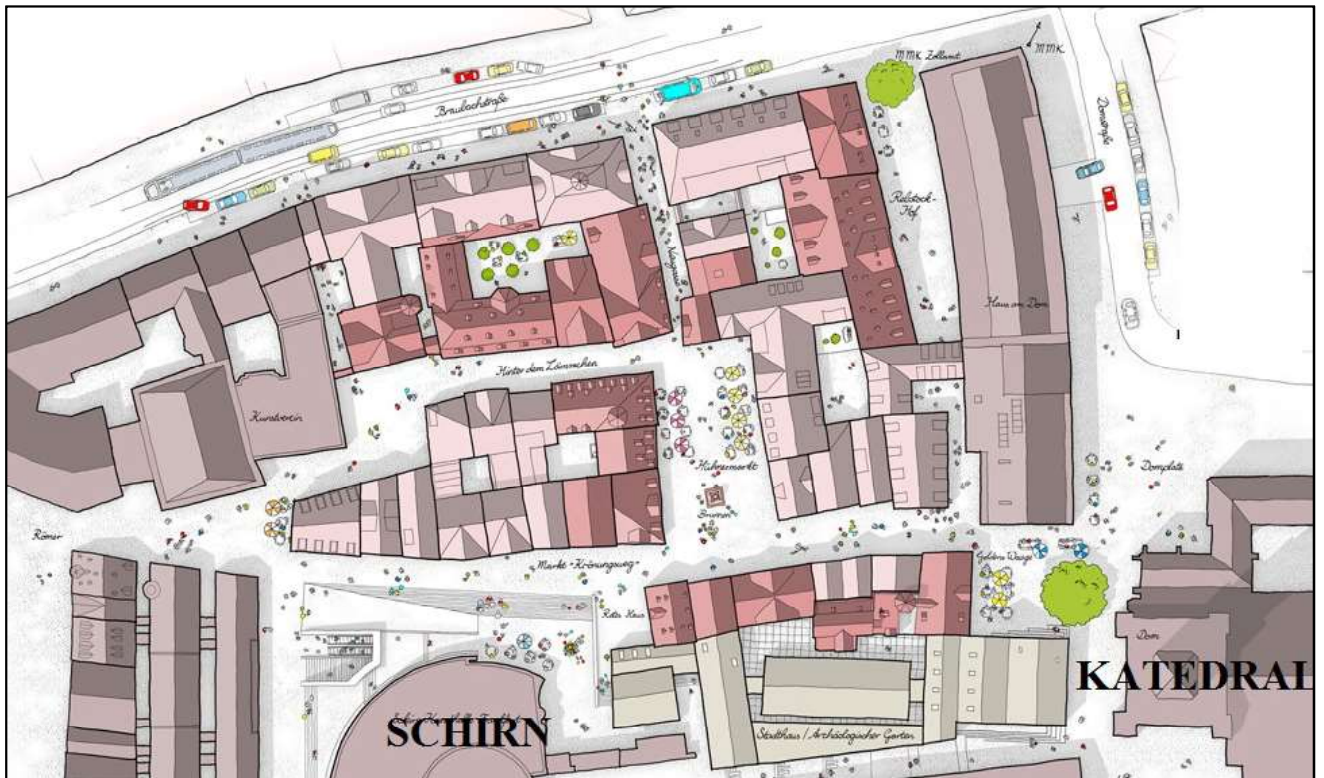 MMK Zollamt
MMK
Braubachstraße
Domstraße
Rebstock-
Hof
Neugasse
Haus am Dom
Hinter dem Lämmchen
Kunstverein
Hühnermarkt
Domplatz
Brunnen
Römer
Goldene Waage
Markt "Krönungsweg"
Rotes Haus
Dom
KATEDRAL
SCHIRN
Stadthaus / Archäologischer Garten